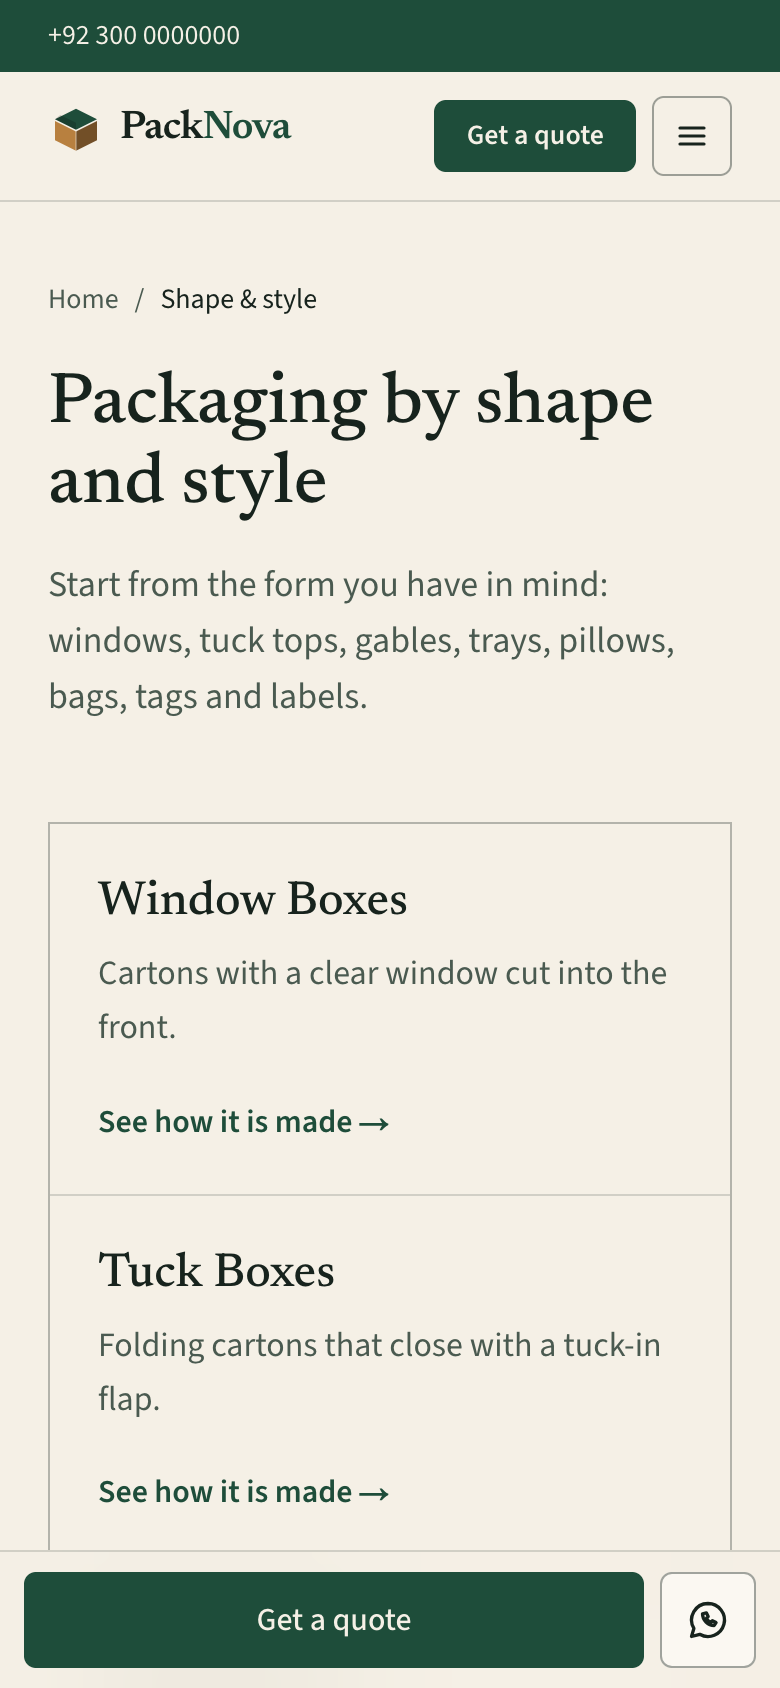 +92 300 0000000
PackNova
Get a quote
Home / Shape & style
Packaging by shape
and style
Start from the form you have in mind:
windows, tuck tops, gables, trays, pillows,
bags, tags and labels.
Window Boxes
Cartons with a clear window cut into the
front.
See how it is made →
Tuck Boxes
Folding cartons that close with a tuck-in
flap.
See how it is made →
Get a quote